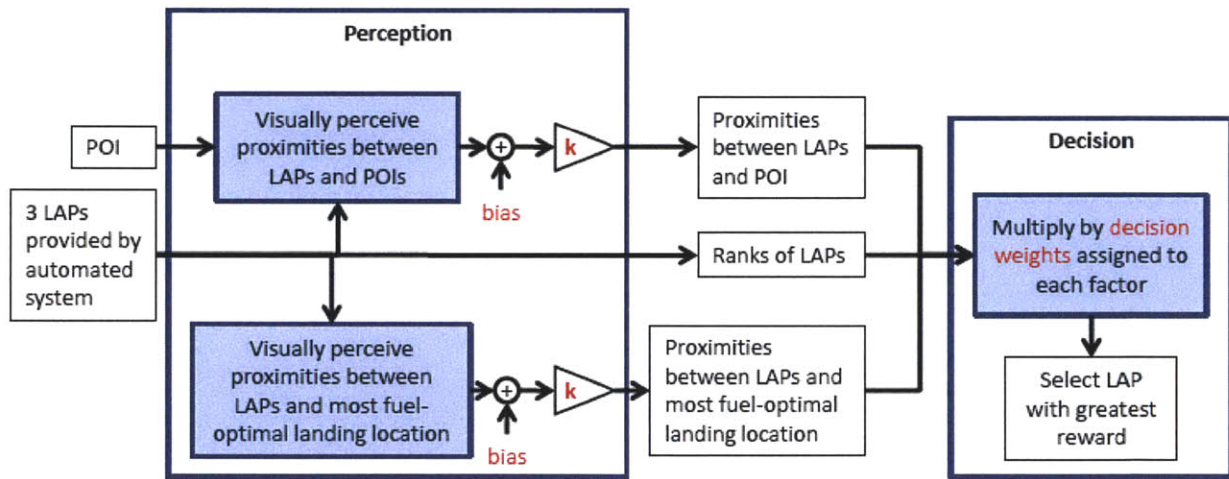 Perception
POI
Visually perceive
proximities between
LAPs and POIs
+
bias
k
Proximities
between LAPs
and POI
3 LAPs
provided by
automated
system
Ranks of LAPs
Visually perceive
proximities between
LAPs and most fuel-
optimal landing location
+
bias
k
Proximities
between LAPs and
most fuel-optimal
landing location
Decision
Multiply by decision
weights assigned to
each factor
Select LAP
with greatest
reward